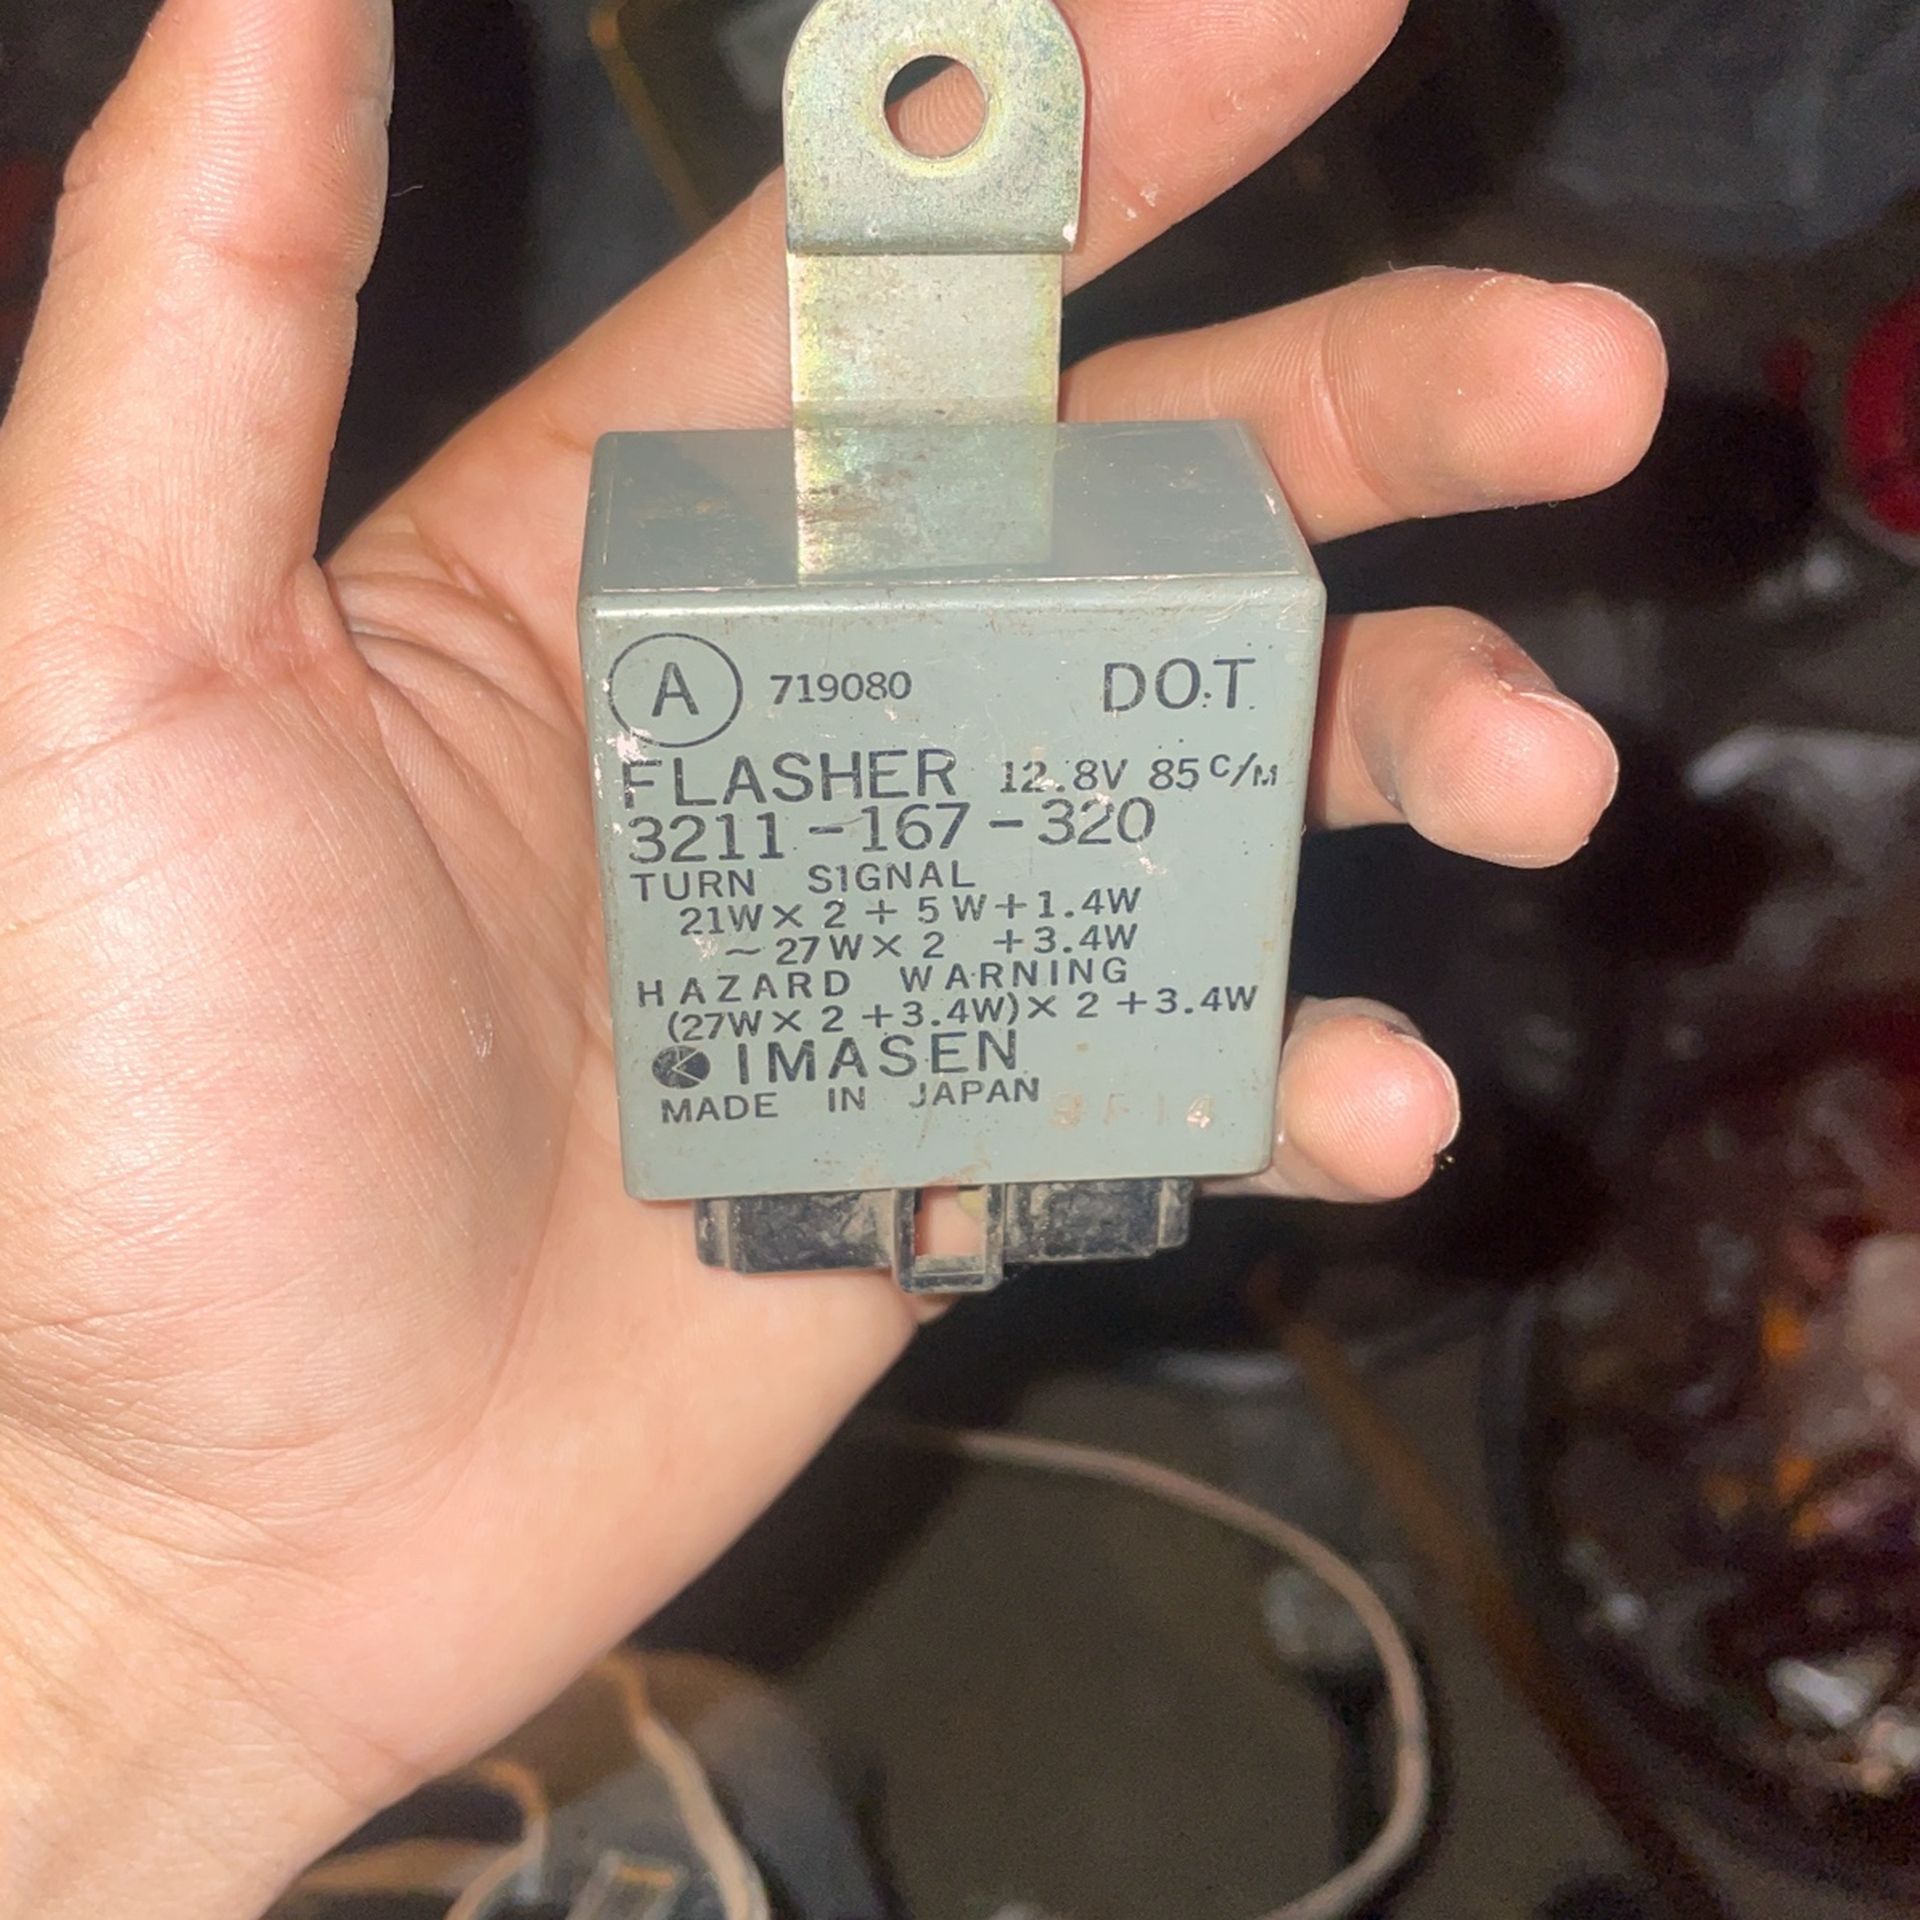 A 719080 D.O.T.
FLASHER 12.8V 85 C/M
3211-167-320
TURN SIGNAL
21W × 2 + 5W + 1.4W
~ 27W × 2 + 3.4W
HAZARD WARNING
(27W × 2 + 3.4W) × 2 + 3.4W
IMASEN
MADE IN JAPAN